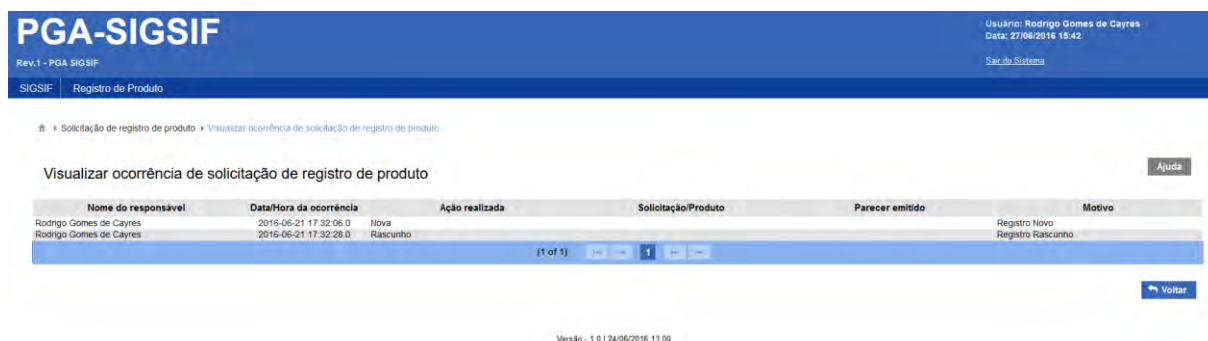 PGA-SIGSIF
Usuário: Rodrigo Gomes de Cayres
Data: 27/06/2016 15:42
Rev.1 - PGA SIGSIF
Sair do Sistema
SIGSIF Registro de Produto
Solicitação de registro de produto Visualizar ocorrência de solicitação de registro de produto
Ajuda
Visualizar ocorrência de solicitação de registro de produto
Nome do responsável Data/Hora da ocorrência Ação realizada Solicitação/Produto Parecer emitido Motivo
Rodrigo Gomes de Cayres 2016-06-21 17:32:06.0 Nova Registro Novo
Rodrigo Gomes de Cayres 2016-06-21 17:32:28.0 Rascunho Registro Rascunho
(1 of 1) 1
Voltar
Versão - 1.0 | 24/06/2016 13:00